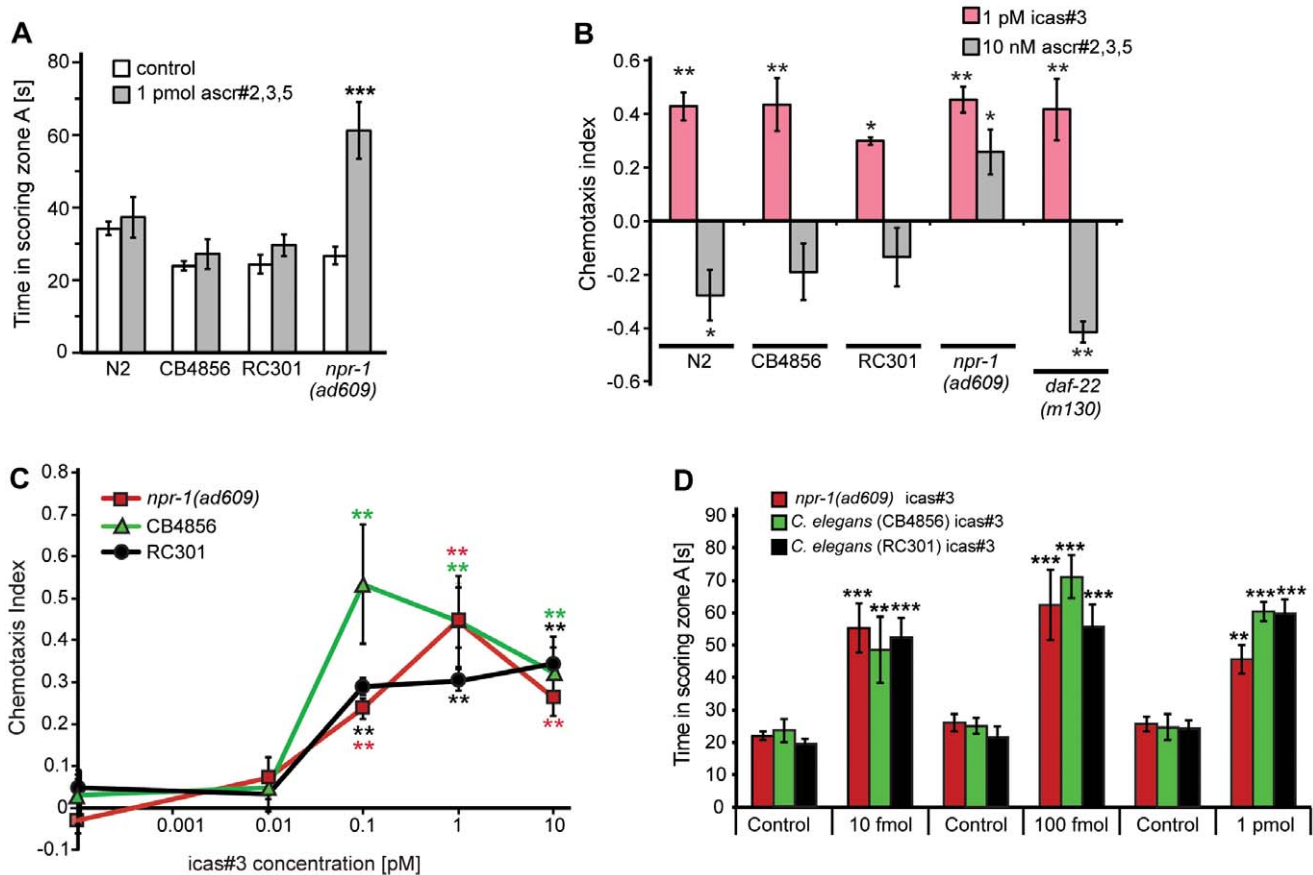 A
control
1 pmol ascr#2,3,5
Time in scoring zone A [s]
80
60
40
20
0
***
N2
CB4856
RC301
npr-1
(ad609)
B
1 pM icas#3
10 nM ascr#2,3,5
Chemotaxis index
0.6
0.4
0.2
0.0
-0.2
-0.4
-0.6
**
**
*
**
*
**
*
**
N2
CB4856
RC301
npr-1
(ad609)
daf-22
(m130)
C
npr-1(ad609)
CB4856
RC301
Chemotaxis Index
0.8
0.7
0.6
0.5
0.4
0.3
0.2
0.1
0
-0.1
**
**
**
**
**
**
**
**
**
0.001
0.01
0.1
1
10
icas#3 concentration [pM]
D
npr-1(ad609) icas#3
C. elegans (CB4856) icas#3
C. elegans (RC301) icas#3
Time in scoring zone A [s]
90
80
70
60
50
40
30
20
10
0
***
**
***
***
***
***
**
***
***
Control
10 fmol
Control
100 fmol
Control
1 pmol